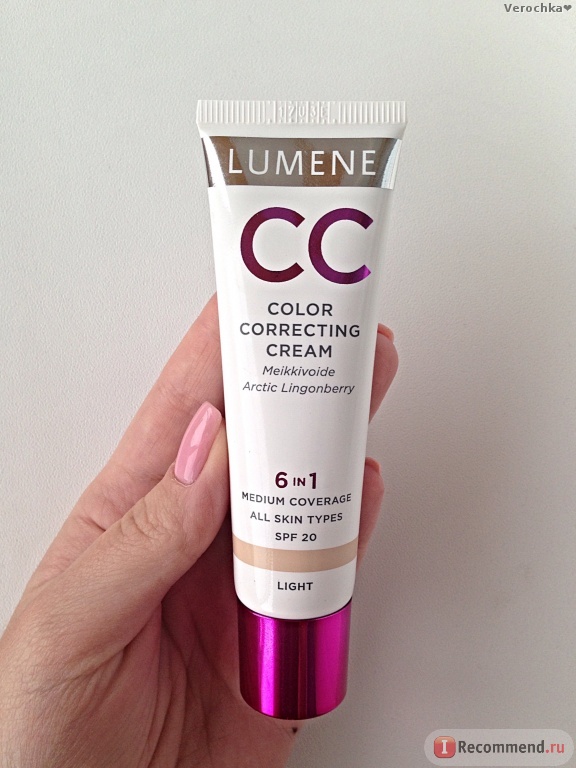 Verochka❤
LUMENE
CC
COLOR
CORRECTING
CREAM
Meikkivoide
Arctic Lingonberry
6 IN 1
MEDIUM COVERAGE
ALL SKIN TYPES
SPF 20
LIGHT
IRecommend.ru